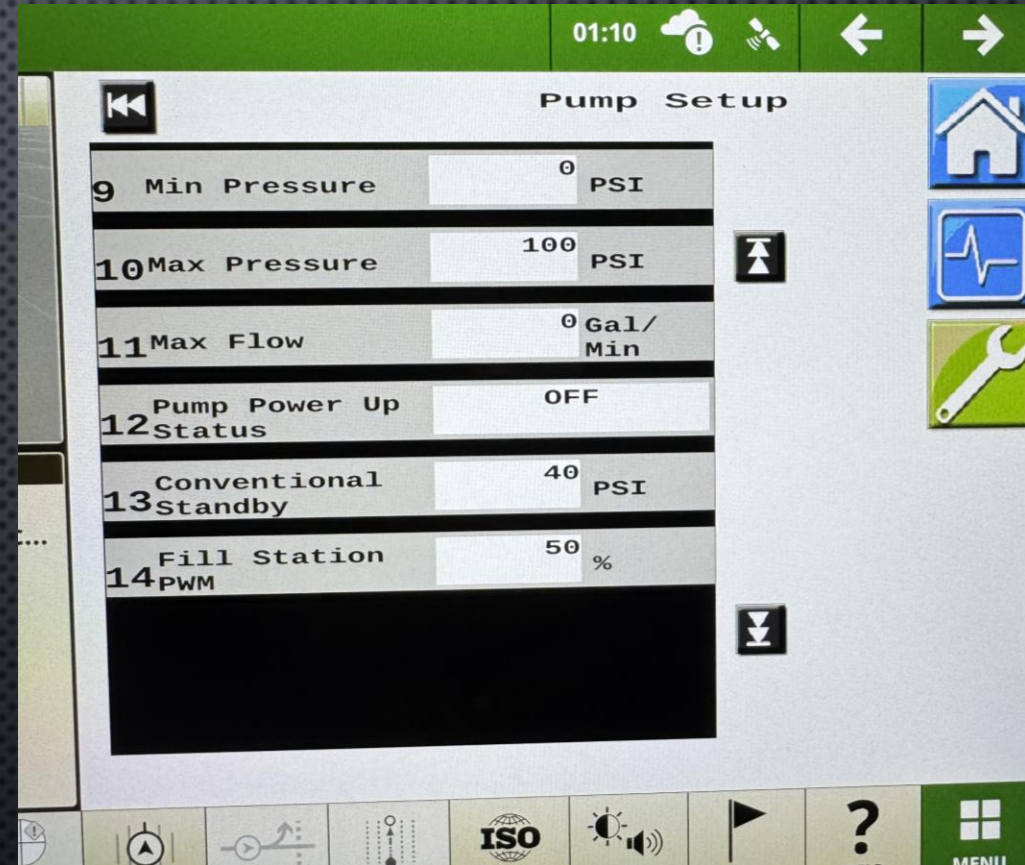 01:10
Pump Setup
9 Min Pressure 0 PSI
10 Max Pressure 100 PSI
11 Max Flow 0 Gal/
Min
12 Pump Power Up
Status OFF
13 Conventional
Standby 40 PSI
14 Fill Station
PWM 50 %
ISO
?
MENU